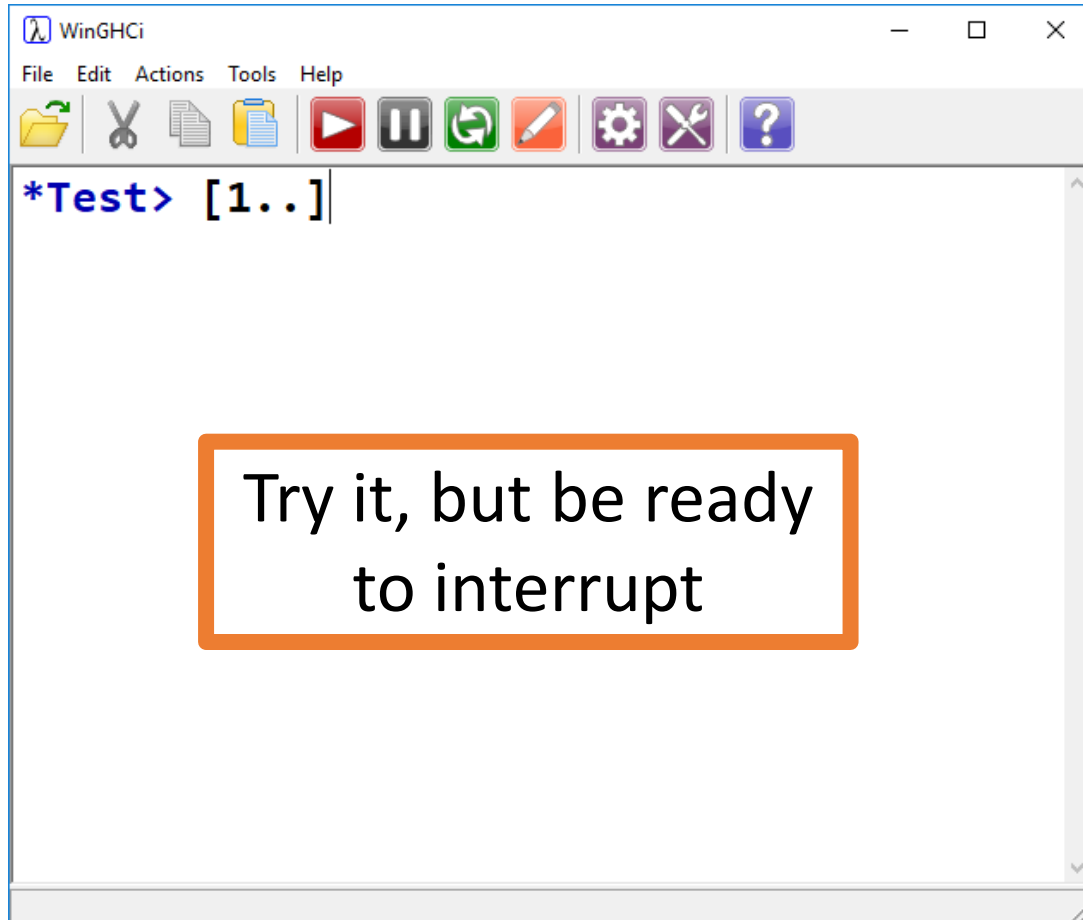 WinGHCi
File Edit Actions Tools Help
*Test> [1..]
Try it, but be ready
to interrupt